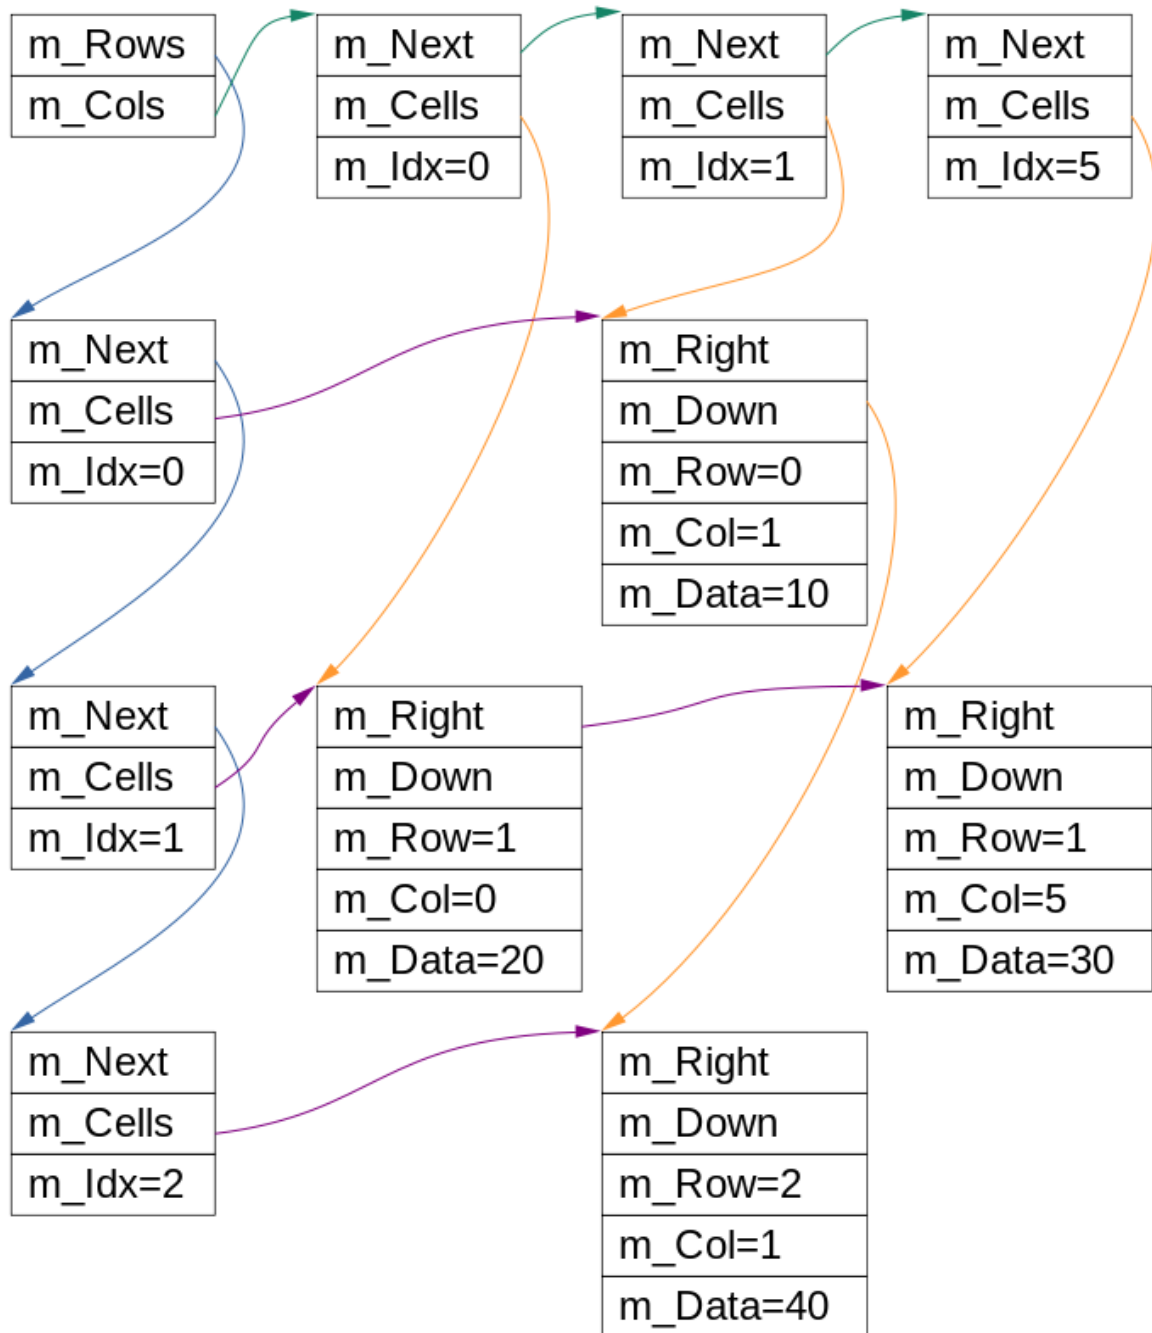 m_Rows
m_Cols
m_Next
m_Cells
m_Idx=0
m_Next
m_Cells
m_Idx=1
m_Next
m_Cells
m_Idx=5
m_Next
m_Cells
m_Idx=0
m_Right
m_Down
m_Row=0
m_Col=1
m_Data=10
m_Next
m_Cells
m_Idx=1
m_Right
m_Down
m_Row=1
m_Col=0
m_Data=20
m_Right
m_Down
m_Row=1
m_Col=5
m_Data=30
m_Next
m_Cells
m_Idx=2
m_Right
m_Down
m_Row=2
m_Col=1
m_Data=40